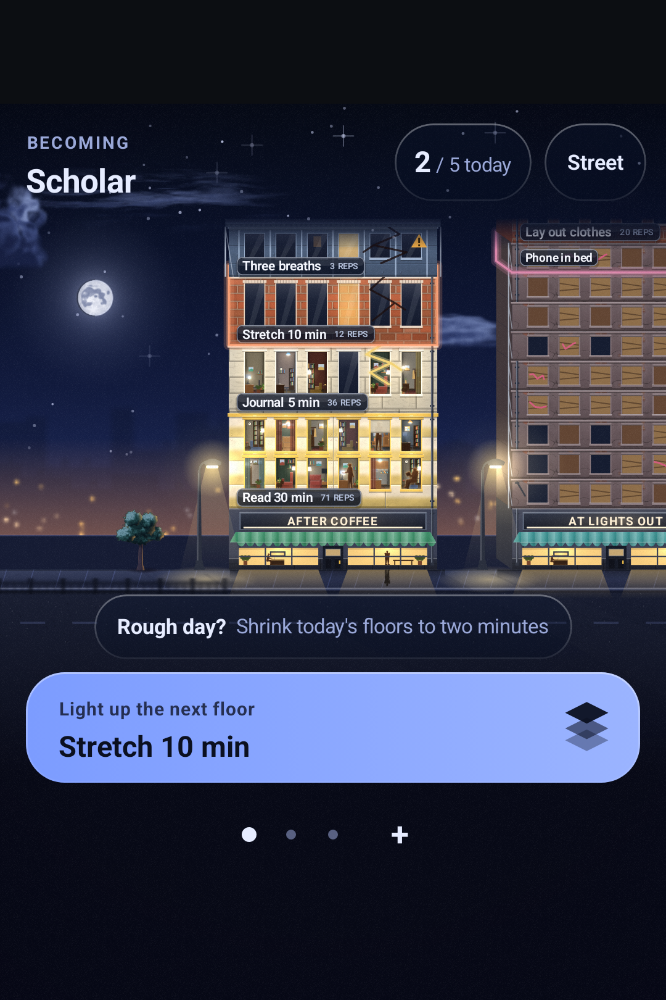 BECOMING
Scholar
2 / 5 today
Street
Three breaths 3 REPS
Stretch 10 min 12 REPS
Journal 5 min 36 REPS
Read 30 min 71 REPS
AFTER COFFEE
Lay out clothes 20 REPS
Phone in bed
AT LIGHTS OUT
Rough day? Shrink today's floors to two minutes
Light up the next floor
Stretch 10 min
+